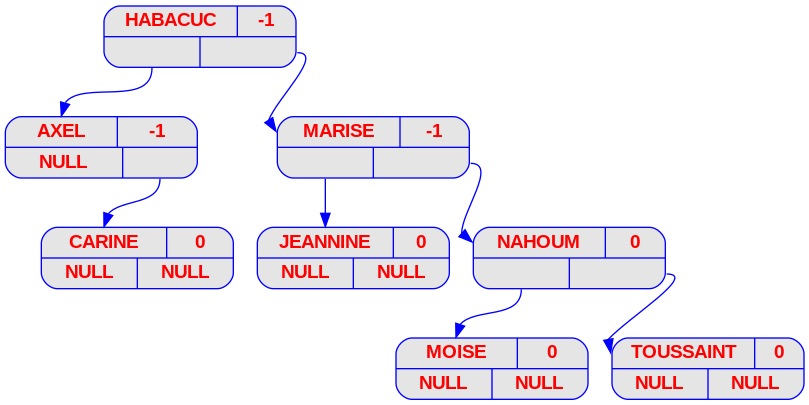 HABACUC -1
AXEL -1
MARISE -1
NULL
CARINE 0
JEANNINE 0
NAHOUM 0
NULL NULL
NULL NULL
MOISE 0
TOUSSAINT 0
NULL NULL
NULL NULL